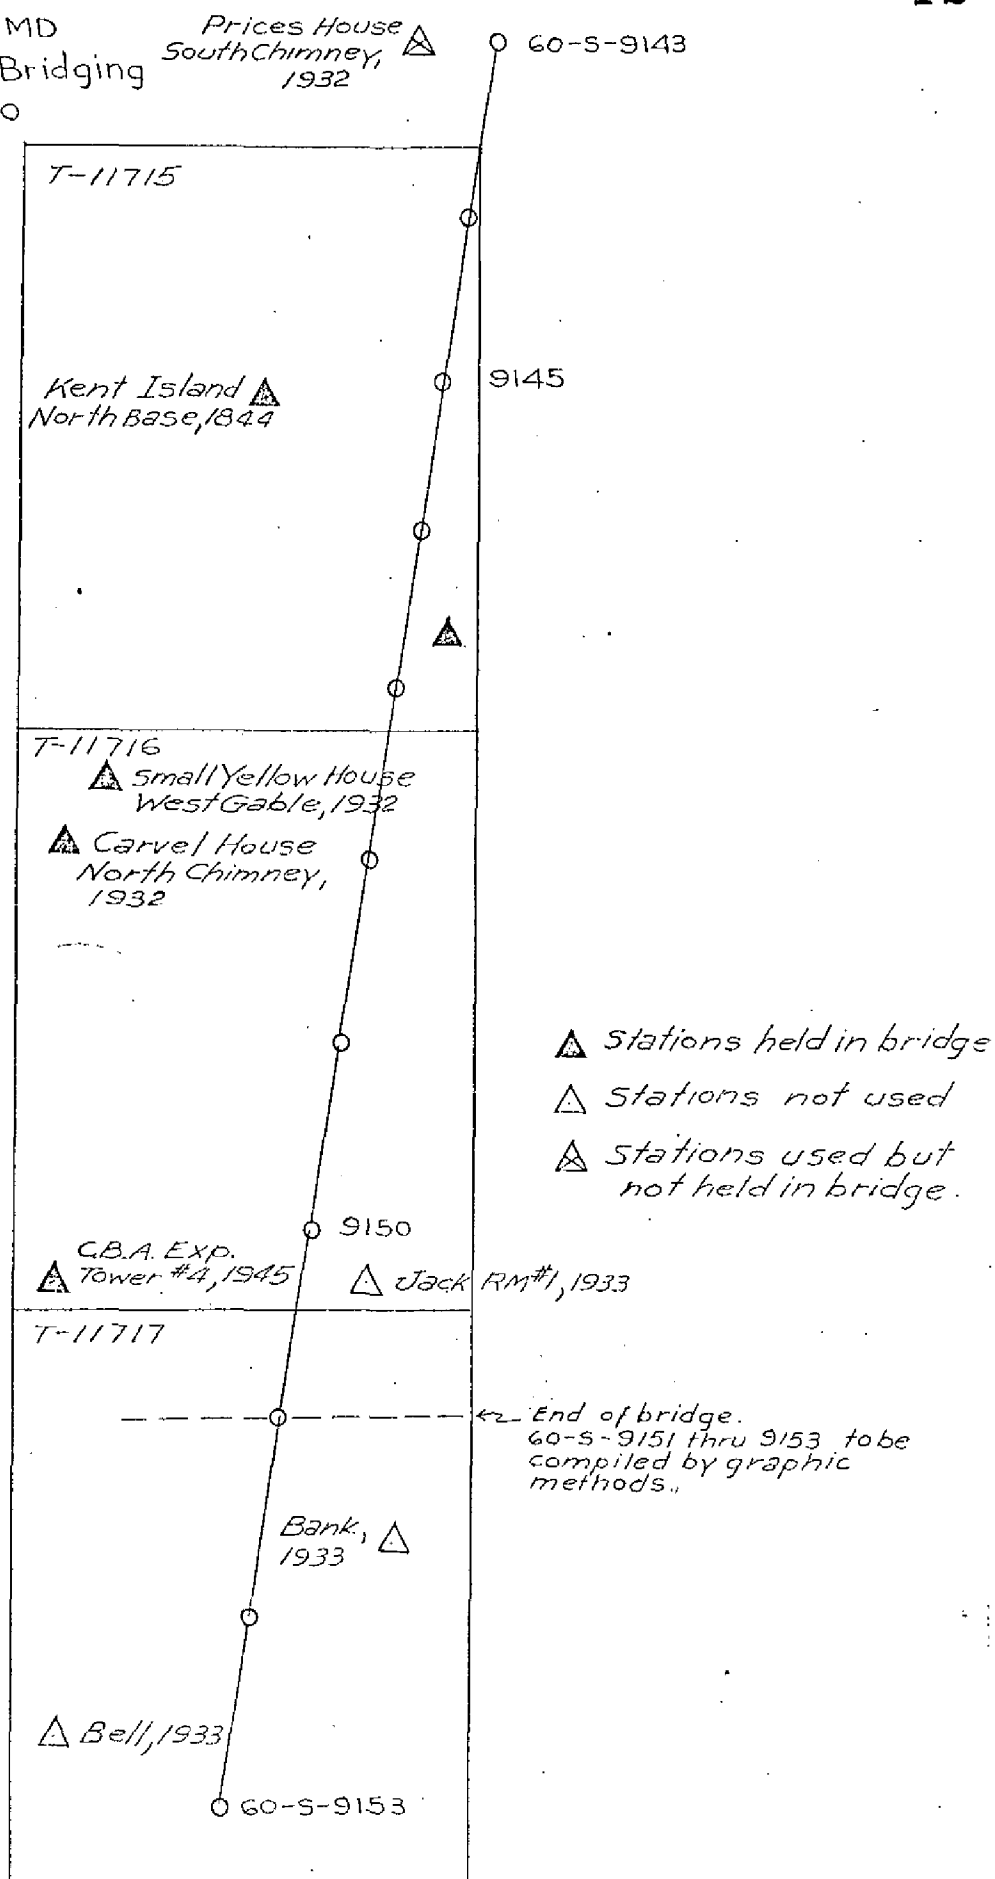 MD
Bridging
Prices House
South Chimney,
1932
60-S-9143
T-11715
9145
Kent Island
North Base, 1844
T-11716
Small Yellow House
West Gable, 1932
Carvel House
North Chimney,
1932
Stations held in bridge
Stations not used
Stations used but
not held in bridge.
9150
C.B.A. Exp.
Tower #4, 1945
Jack RM#1, 1933
T-11717
End of bridge.
60-S-9151 thru 9153 to be
compiled by graphic
methods.
Bank,
1933
Bell, 1933
60-S-9153